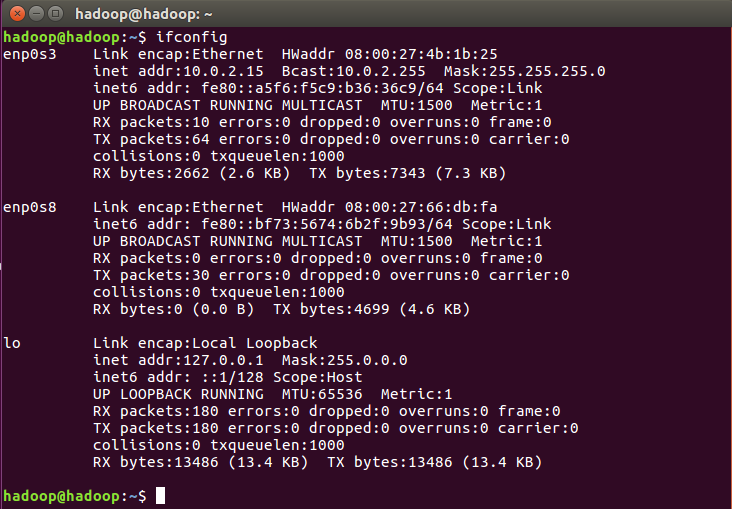 hadoop@hadoop: ~
hadoop@hadoop:~$ ifconfig
enp0s3    Link encap:Ethernet  HWaddr 08:00:27:4b:1b:25
          inet addr:10.0.2.15  Bcast:10.0.2.255  Mask:255.255.255.0
          inet6 addr: fe80::a5f6:f5c9:b36:36c9/64 Scope:Link
          UP BROADCAST RUNNING MULTICAST  MTU:1500  Metric:1
          RX packets:10 errors:0 dropped:0 overruns:0 frame:0
          TX packets:64 errors:0 dropped:0 overruns:0 carrier:0
          collisions:0 txqueuelen:1000
          RX bytes:2662 (2.6 KB)  TX bytes:7343 (7.3 KB)
enp0s8    Link encap:Ethernet  HWaddr 08:00:27:66:db:fa
          inet6 addr: fe80::bf73:5674:6b2f:9b93/64 Scope:Link
          UP BROADCAST RUNNING MULTICAST  MTU:1500  Metric:1
          RX packets:0 errors:0 dropped:0 overruns:0 frame:0
          TX packets:30 errors:0 dropped:0 overruns:0 carrier:0
          collisions:0 txqueuelen:1000
          RX bytes:0 (0.0 B)  TX bytes:4699 (4.6 KB)
lo        Link encap:Local Loopback
          inet addr:127.0.0.1  Mask:255.0.0.0
          inet6 addr: ::1/128 Scope:Host
          UP LOOPBACK RUNNING  MTU:65536  Metric:1
          RX packets:180 errors:0 dropped:0 overruns:0 frame:0
          TX packets:180 errors:0 dropped:0 overruns:0 carrier:0
          collisions:0 txqueuelen:1000
          RX bytes:13486 (13.4 KB)  TX bytes:13486 (13.4 KB)
hadoop@hadoop:~$